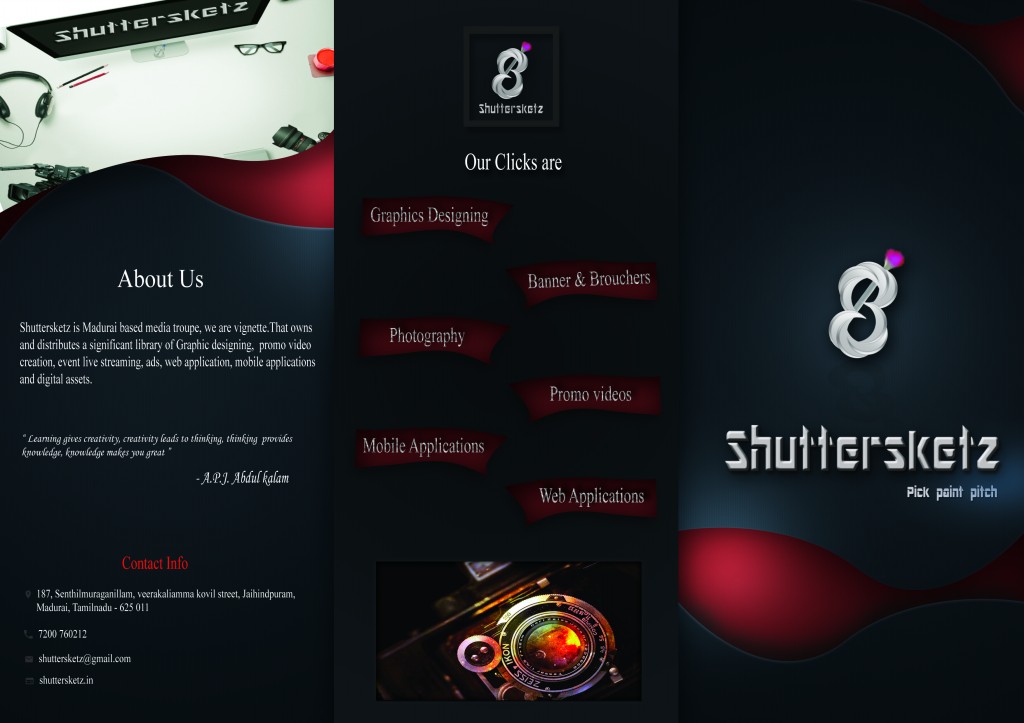 Shuttersketz
About Us
Shuttersketz is Madurai based media troupe, we are vignette.That owns
and distributes a significant library of Graphic designing, promo video
creation, event live streaming, ads, web application, mobile applications
and digital assets.
" Learning gives creativity, creativity leads to thinking, thinking provides
knowledge, knowledge makes you great "
- A.P.J. Abdul kalam
Contact Info
187, Senthilmuraganillam, veerakaliamma kovil street, Jaihindpuram,
Madurai, Tamilnadu - 625 011
7200 760212
shuttersketz@gmail.com
shuttersketz.in
Shuttersketz
Our Clicks are
Graphics Designing
Banner & Brouchers
Photography
Promo videos
Mobile Applications
Web Applications
ZEISS IKON
Shuttersketz
Pick paint pitch